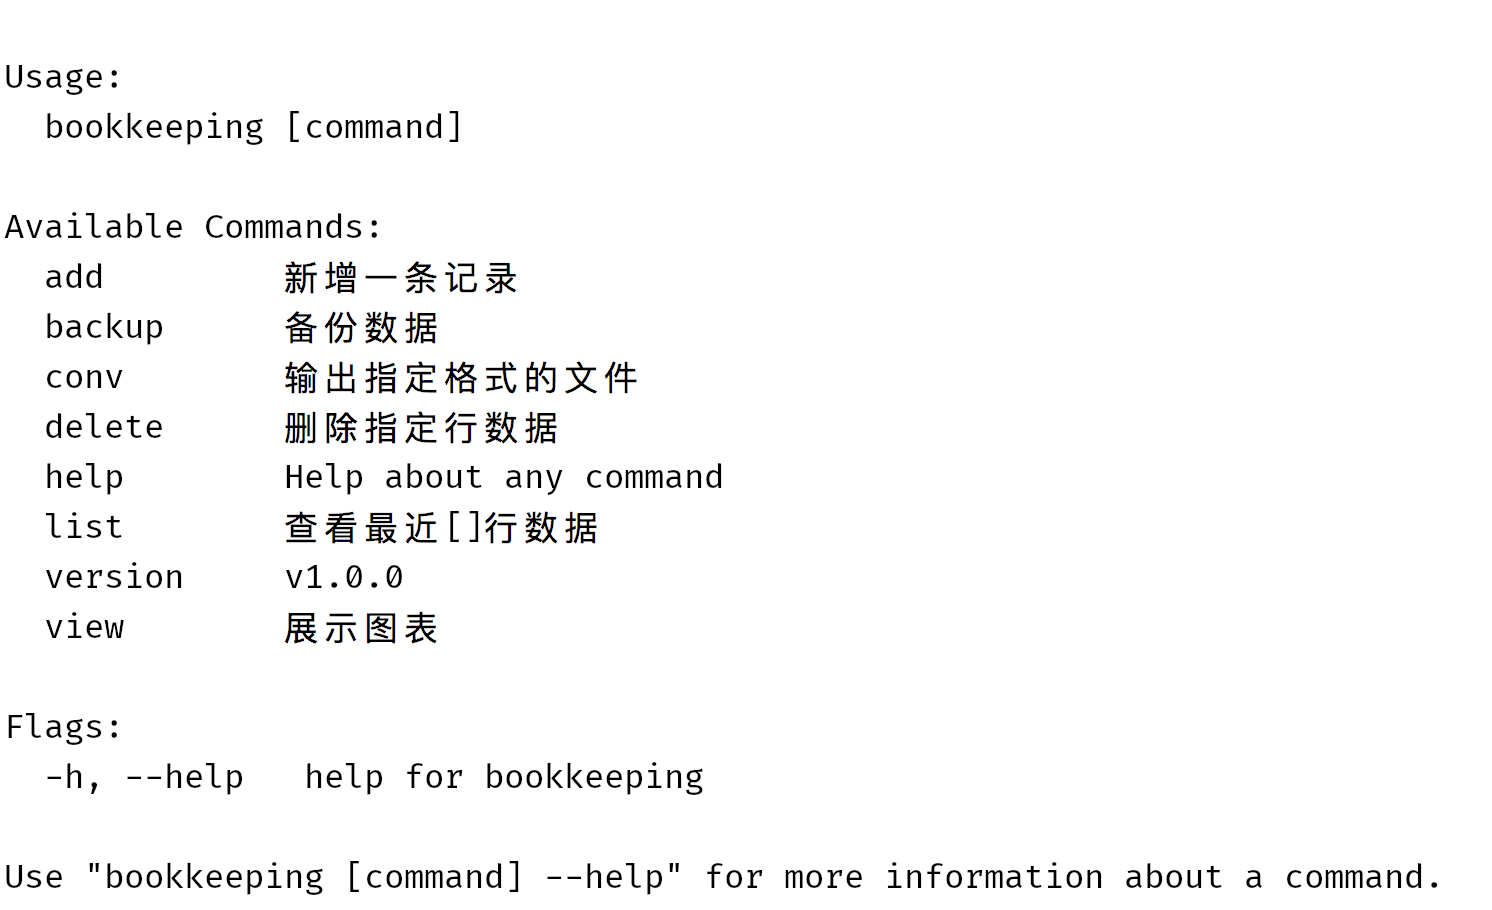 Usage:
  bookkeeping [command]

Available Commands:
  add         新增一条记录
  backup      备份数据
  conv        输出指定格式的文件
  delete      删除指定行数据
  help        Help about any command
  list        查看最近[]行数据
  version     v1.0.0
  view        展示图表

Flags:
  -h, --help   help for bookkeeping

Use "bookkeeping [command] --help" for more information about a command.